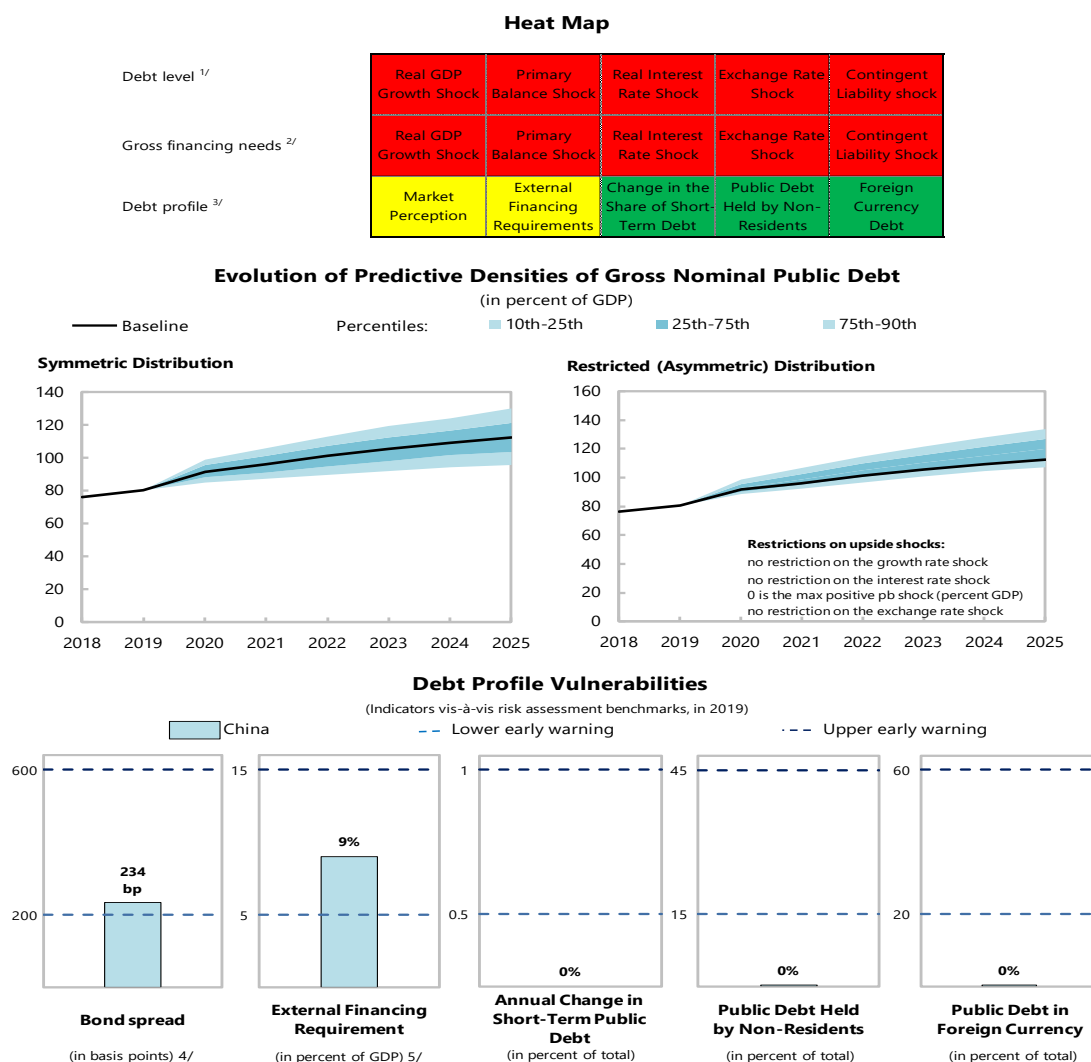 Heat Map
Debt level 1/
Real GDP Growth Shock
Primary Balance Shock
Real Interest Rate Shock
Exchange Rate Shock
Contingent Liability shock
Gross financing needs 2/
Real GDP Growth Shock
Primary Balance Shock
Real Interest Rate Shock
Exchange Rate Shock
Contingent Liability Shock
Debt profile 3/
Market Perception
External Financing Requirements
Change in the Share of Short-Term Debt
Public Debt Held by Non-Residents
Foreign Currency Debt
Evolution of Predictive Densities of Gross Nominal Public Debt
(in percent of GDP)
Baseline
Percentiles:
10th-25th
25th-75th
75th-90th
Symmetric Distribution
140
120
100
80
60
40
20
0
2018 2019 2020 2021 2022 2023 2024 2025
Restricted (Asymmetric) Distribution
160
140
120
100
80
60
40
20
0
Restrictions on upside shocks:
no restriction on the growth rate shock
no restriction on the interest rate shock
0 is the max positive pb shock (percent GDP)
no restriction on the exchange rate shock
2018 2019 2020 2021 2022 2023 2024 2025
Debt Profile Vulnerabilities
(Indicators vis-à-vis risk assessment benchmarks, in 2019)
China
Lower early warning
Upper early warning
600
200
234
bp
Bond spread
(in basis points) 4/
15
5
9%
External Financing
Requirement
(in percent of GDP) 5/
1
0.5
0%
Annual Change in
Short-Term Public
Debt
(in percent of total)
45
15
0%
Public Debt Held
by Non-Residents
(in percent of total)
60
20
0%
Public Debt in
Foreign Currency
(in percent of total)